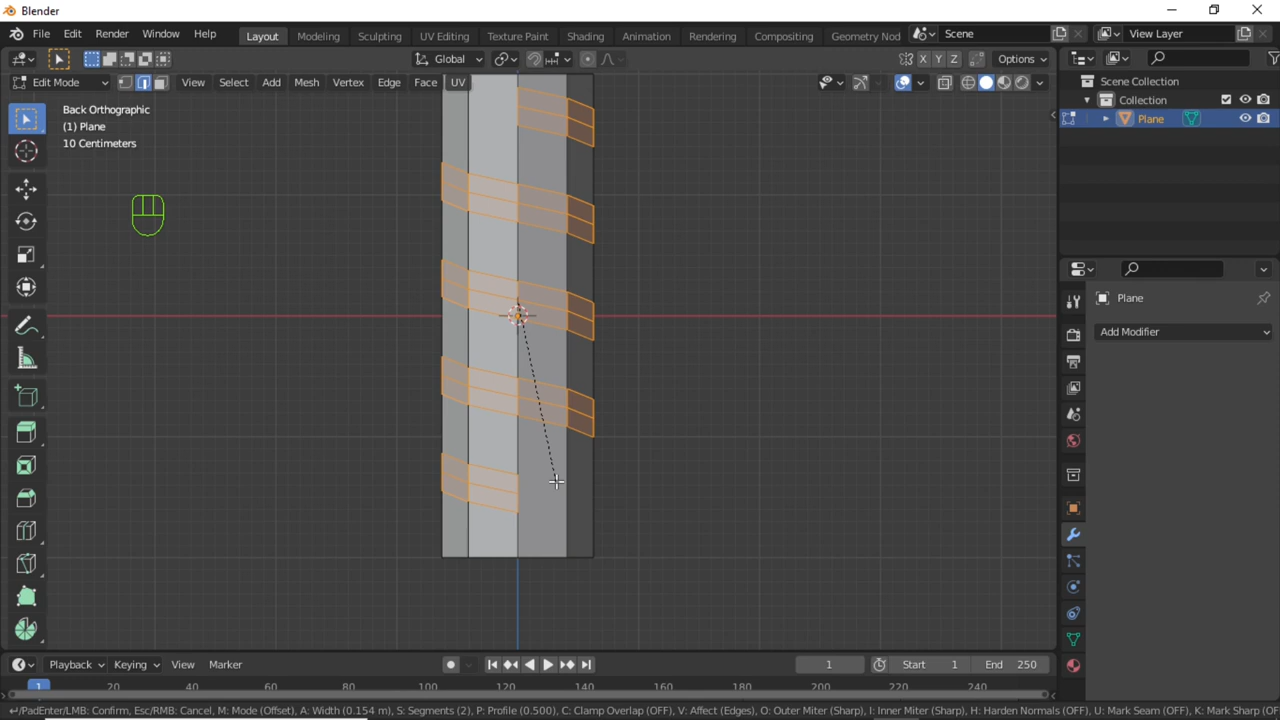 Blender
File Edit Render Window Help Layout Modeling Sculpting UV Editing Texture Paint Shading Animation Rendering Compositing Geometry Nod Scene View Layer
Global X Y Z Options
Edit Mode View Select Add Mesh Vertex Edge Face UV
Scene Collection
Collection
Plane
Back Orthographic
(1) Plane
10 Centimeters
Plane
Add Modifier
Playback Keying View Marker 1 Start 1 End 250
1 20 40 60 80 100 120 140 160 180 200 220 240
/PadEnter/LMB: Confirm, Esc/RMB: Cancel, M: Mode (Offset), A: Width (0.154 m), S: Segments (2), P: Profile (0.500), C: Clamp Overlap (OFF), V: Affect (Edges), O: Outer Miter (Sharp), I: Inner Miter (Sharp), H: Harden Normals (OFF), U: Mark Seam (OFF), K: Mark Sharp (OF